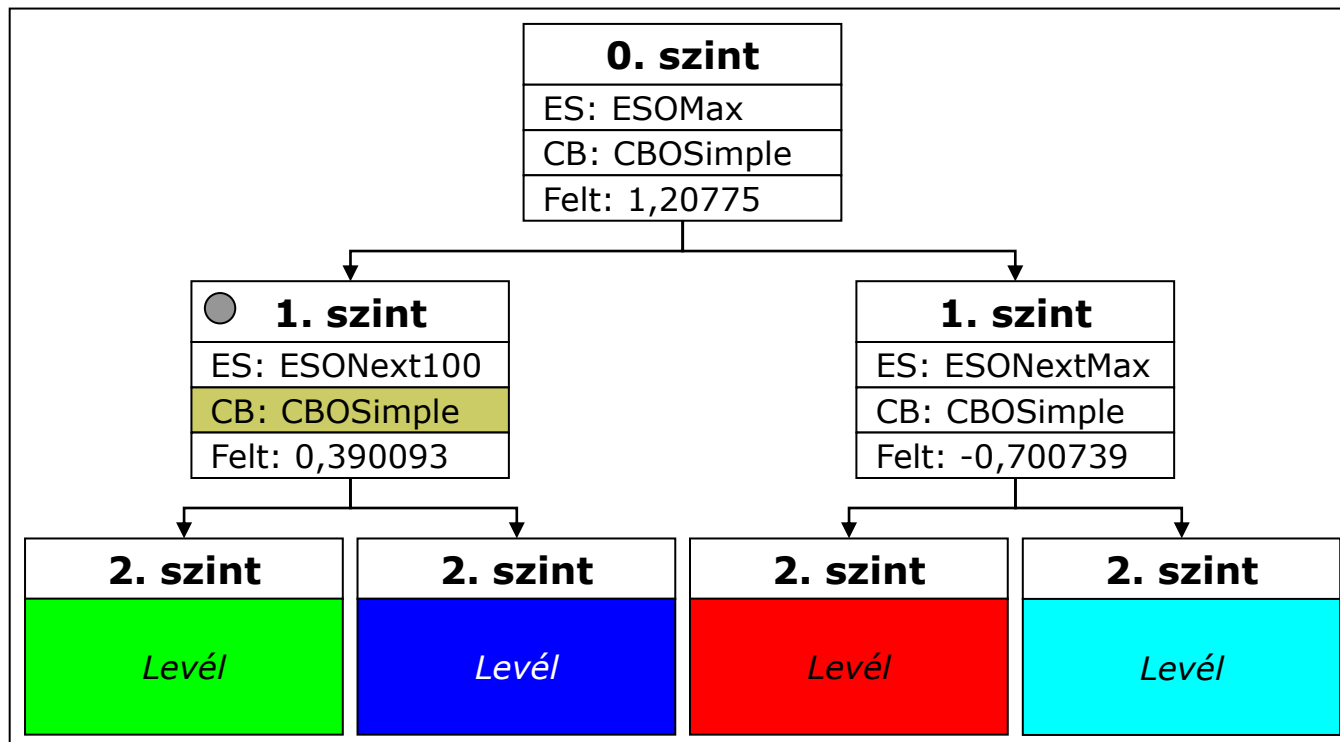 0. szint
ES: ESOMax
CB: CBOSimple
Felt: 1,20775
1. szint
ES: ESONext100
CB: CBOSimple
Felt: 0,390093
1. szint
ES: ESONextMax
CB: CBOSimple
Felt: -0,700739
2. szint
Levél
2. szint
Levél
2. szint
Levél
2. szint
Levél